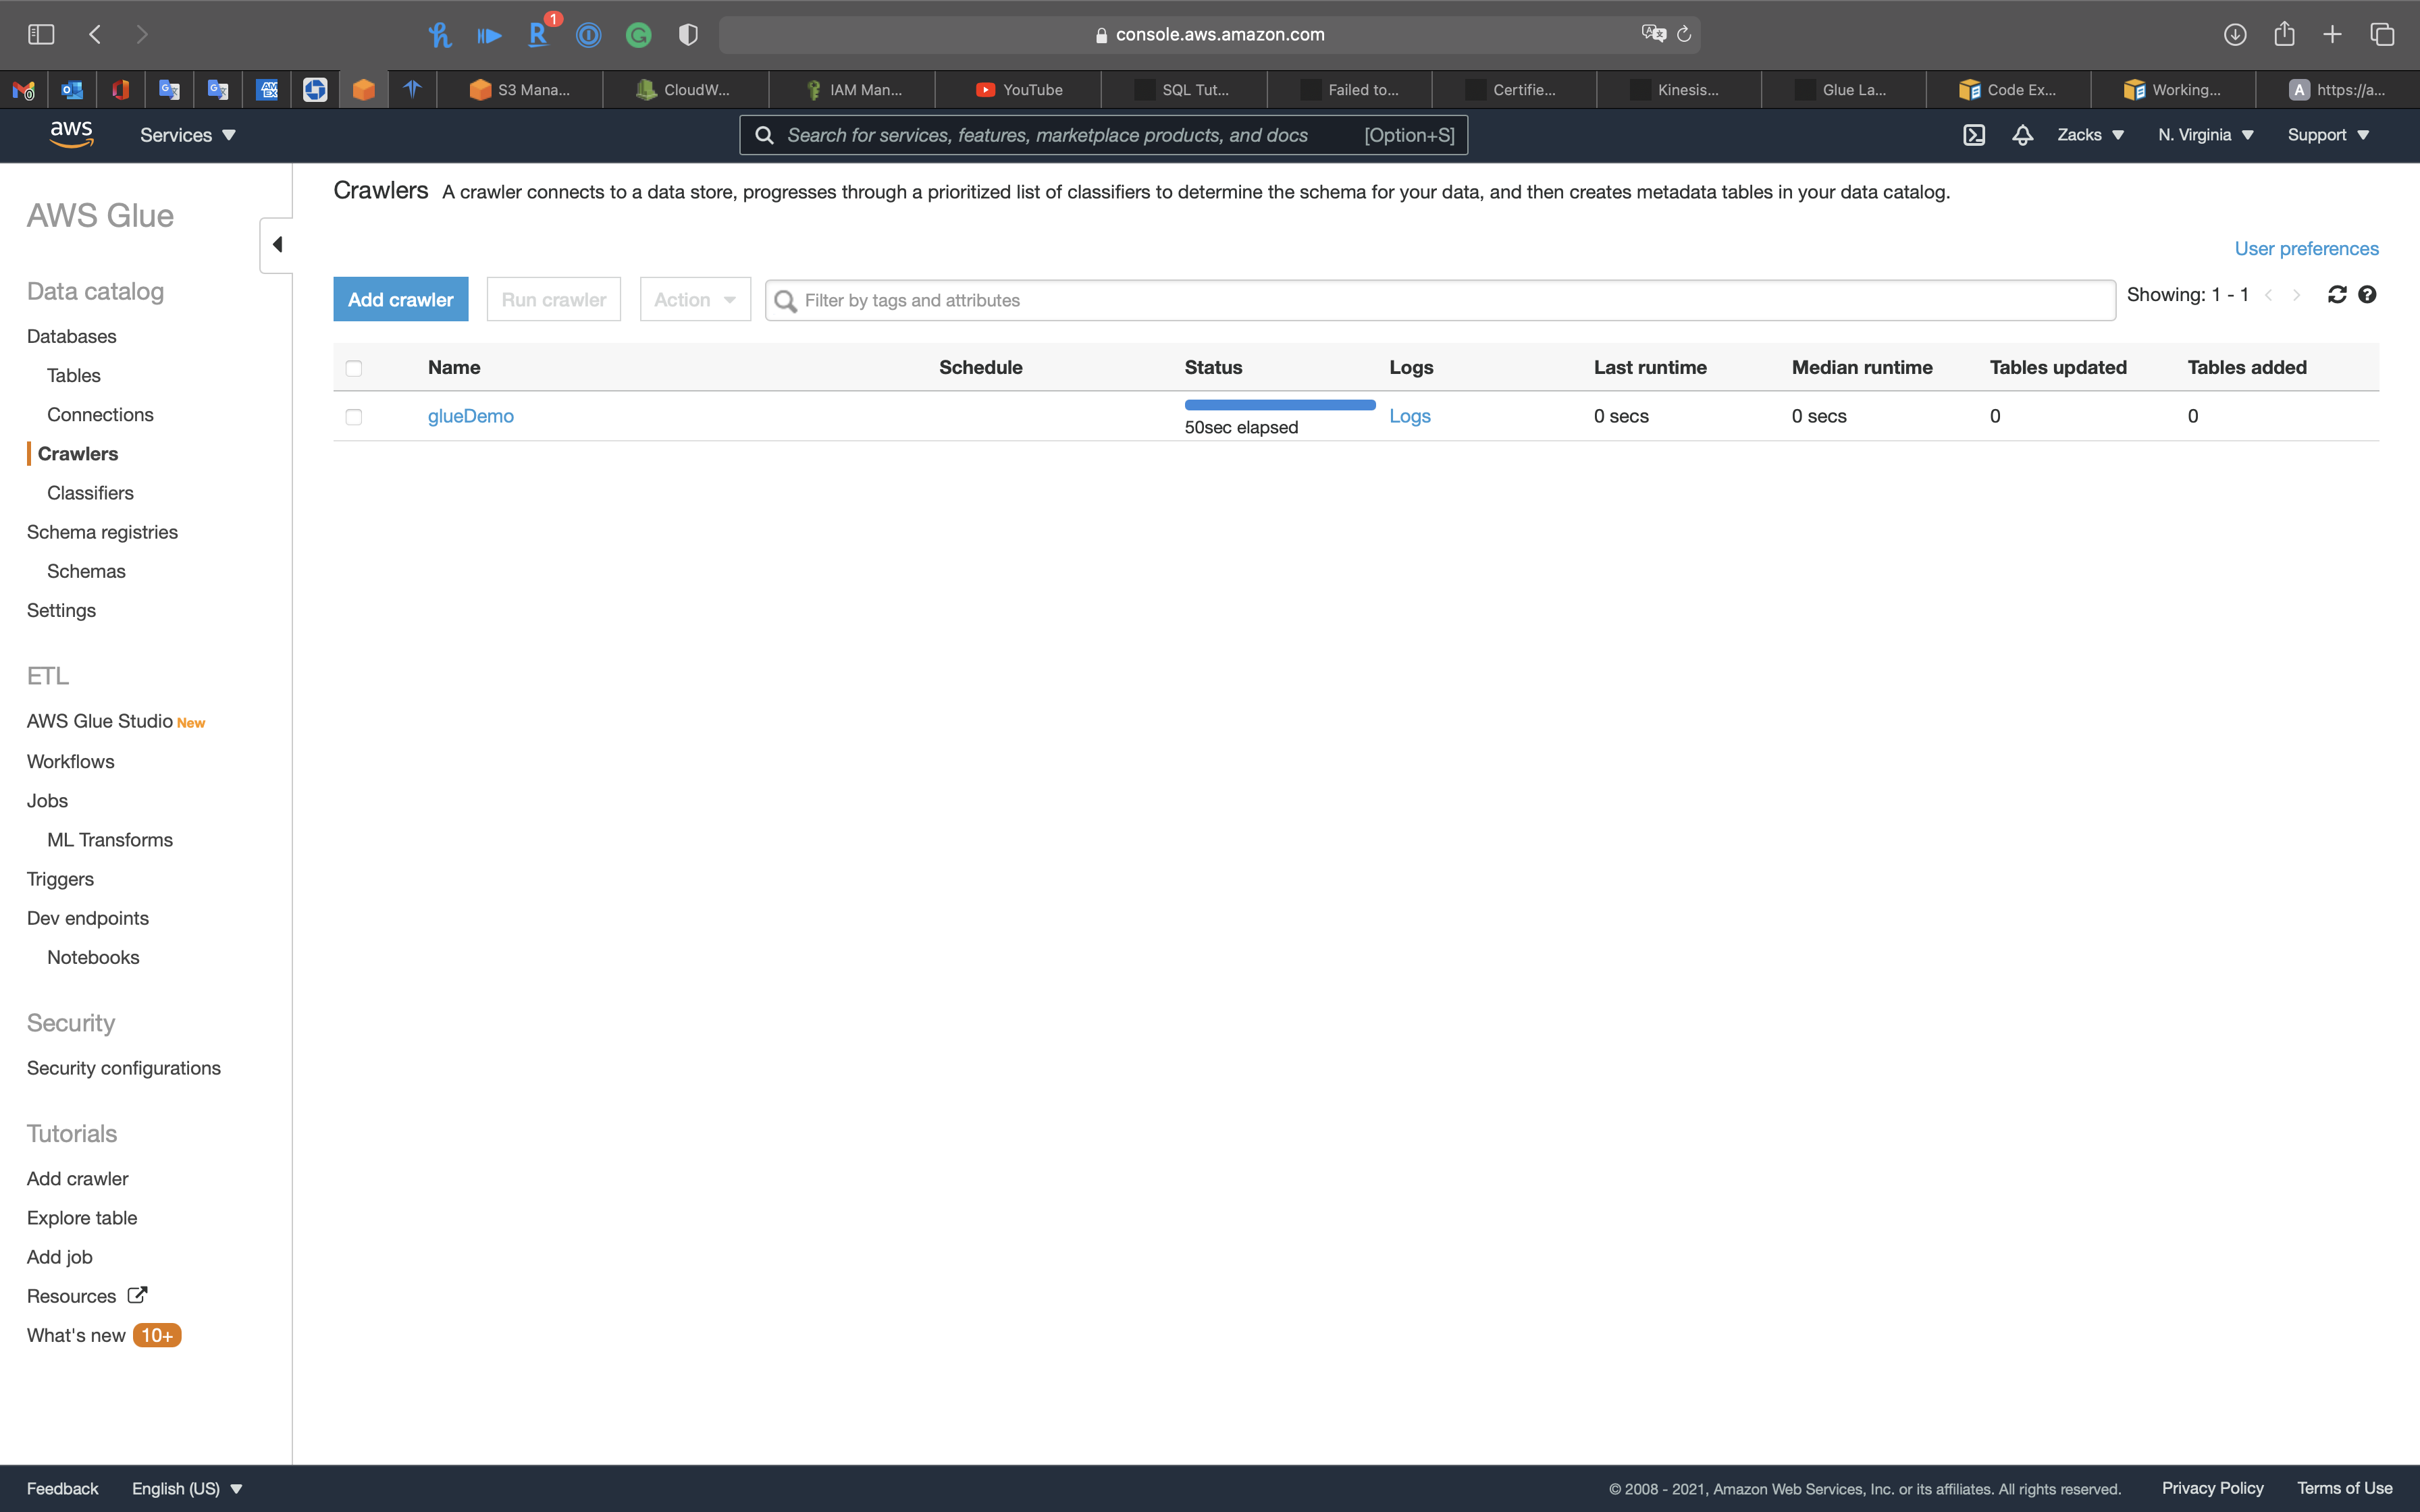 1
console.aws.amazon.com
S3 Mana...
CloudW...
IAM Man...
YouTube
SQL Tut...
Failed to...
Certifie...
Kinesis...
Glue La...
Code Ex...
Working...
A https://a...
aws
Services
Search for services, features, marketplace products, and docs [Option+S]
Zacks
N. Virginia
Support
AWS Glue
Data catalog
Databases
Tables
Connections
Crawlers
Classifiers
Schema registries
Schemas
Settings
ETL
AWS Glue Studio New
Workflows
Jobs
ML Transforms
Triggers
Dev endpoints
Notebooks
Security
Security configurations
Tutorials
Add crawler
Explore table
Add job
Resources
What's new 10+
Crawlers A crawler connects to a data store, progresses through a prioritized list of classifiers to determine the schema for your data, and then creates metadata tables in your data catalog.
User preferences
Add crawler
Run crawler
Action
Filter by tags and attributes
Showing: 1 - 1
Name Schedule Status Logs Last runtime Median runtime Tables updated Tables added
glueDemo 50sec elapsed Logs 0 secs 0 secs 0 0
Feedback
English (US)
© 2008 - 2021, Amazon Web Services, Inc. or its affiliates. All rights reserved.
Privacy Policy
Terms of Use